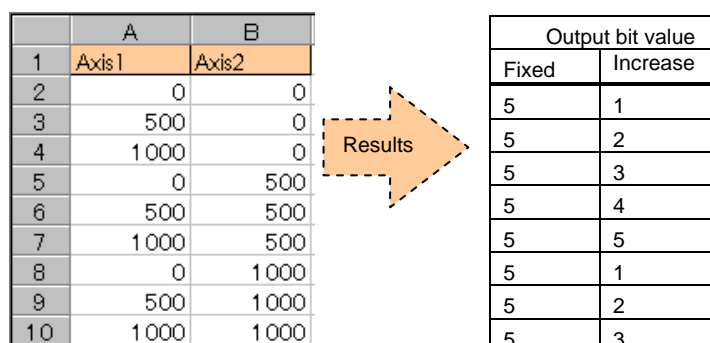 A B
1 Axis1 Axis2
2 0 0
3 500 0
4 1000 0
5 0 500
6 500 500
7 1000 500
8 0 1000
9 500 1000
10 1000 1000
Results
Output bit value
Fixed Increase
5 1
5 2
5 3
5 4
5 5
5 1
5 2
5 3